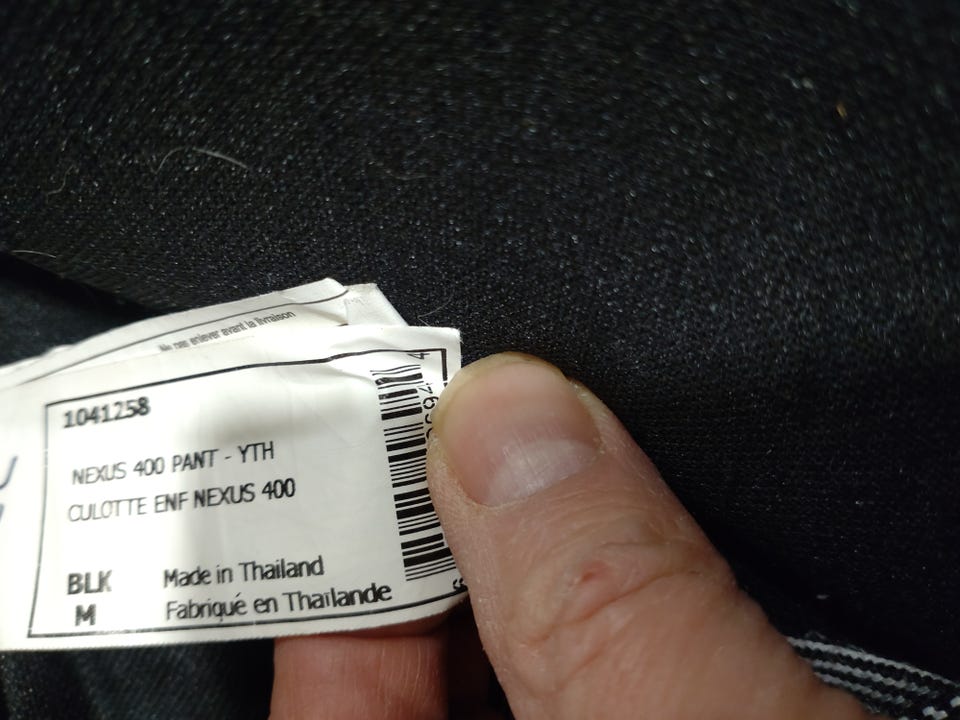 Ne pas enlever avant la livraison
1041258
NEXUS 400 PANT - YTH
CULOTTE ENF NEXUS 400
BLK Made in Thailand
M Fabriqué en Thaïlande